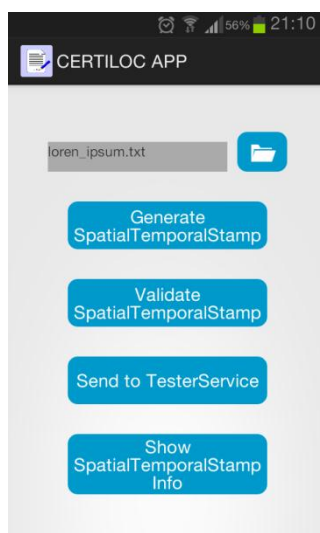 56% 21:10
CERTILOC APP
loren_ipsum.txt
Generate
SpatialTemporalStamp
Validate
SpatialTemporalStamp
Send to TesterService
Show
SpatialTemporalStamp
Info